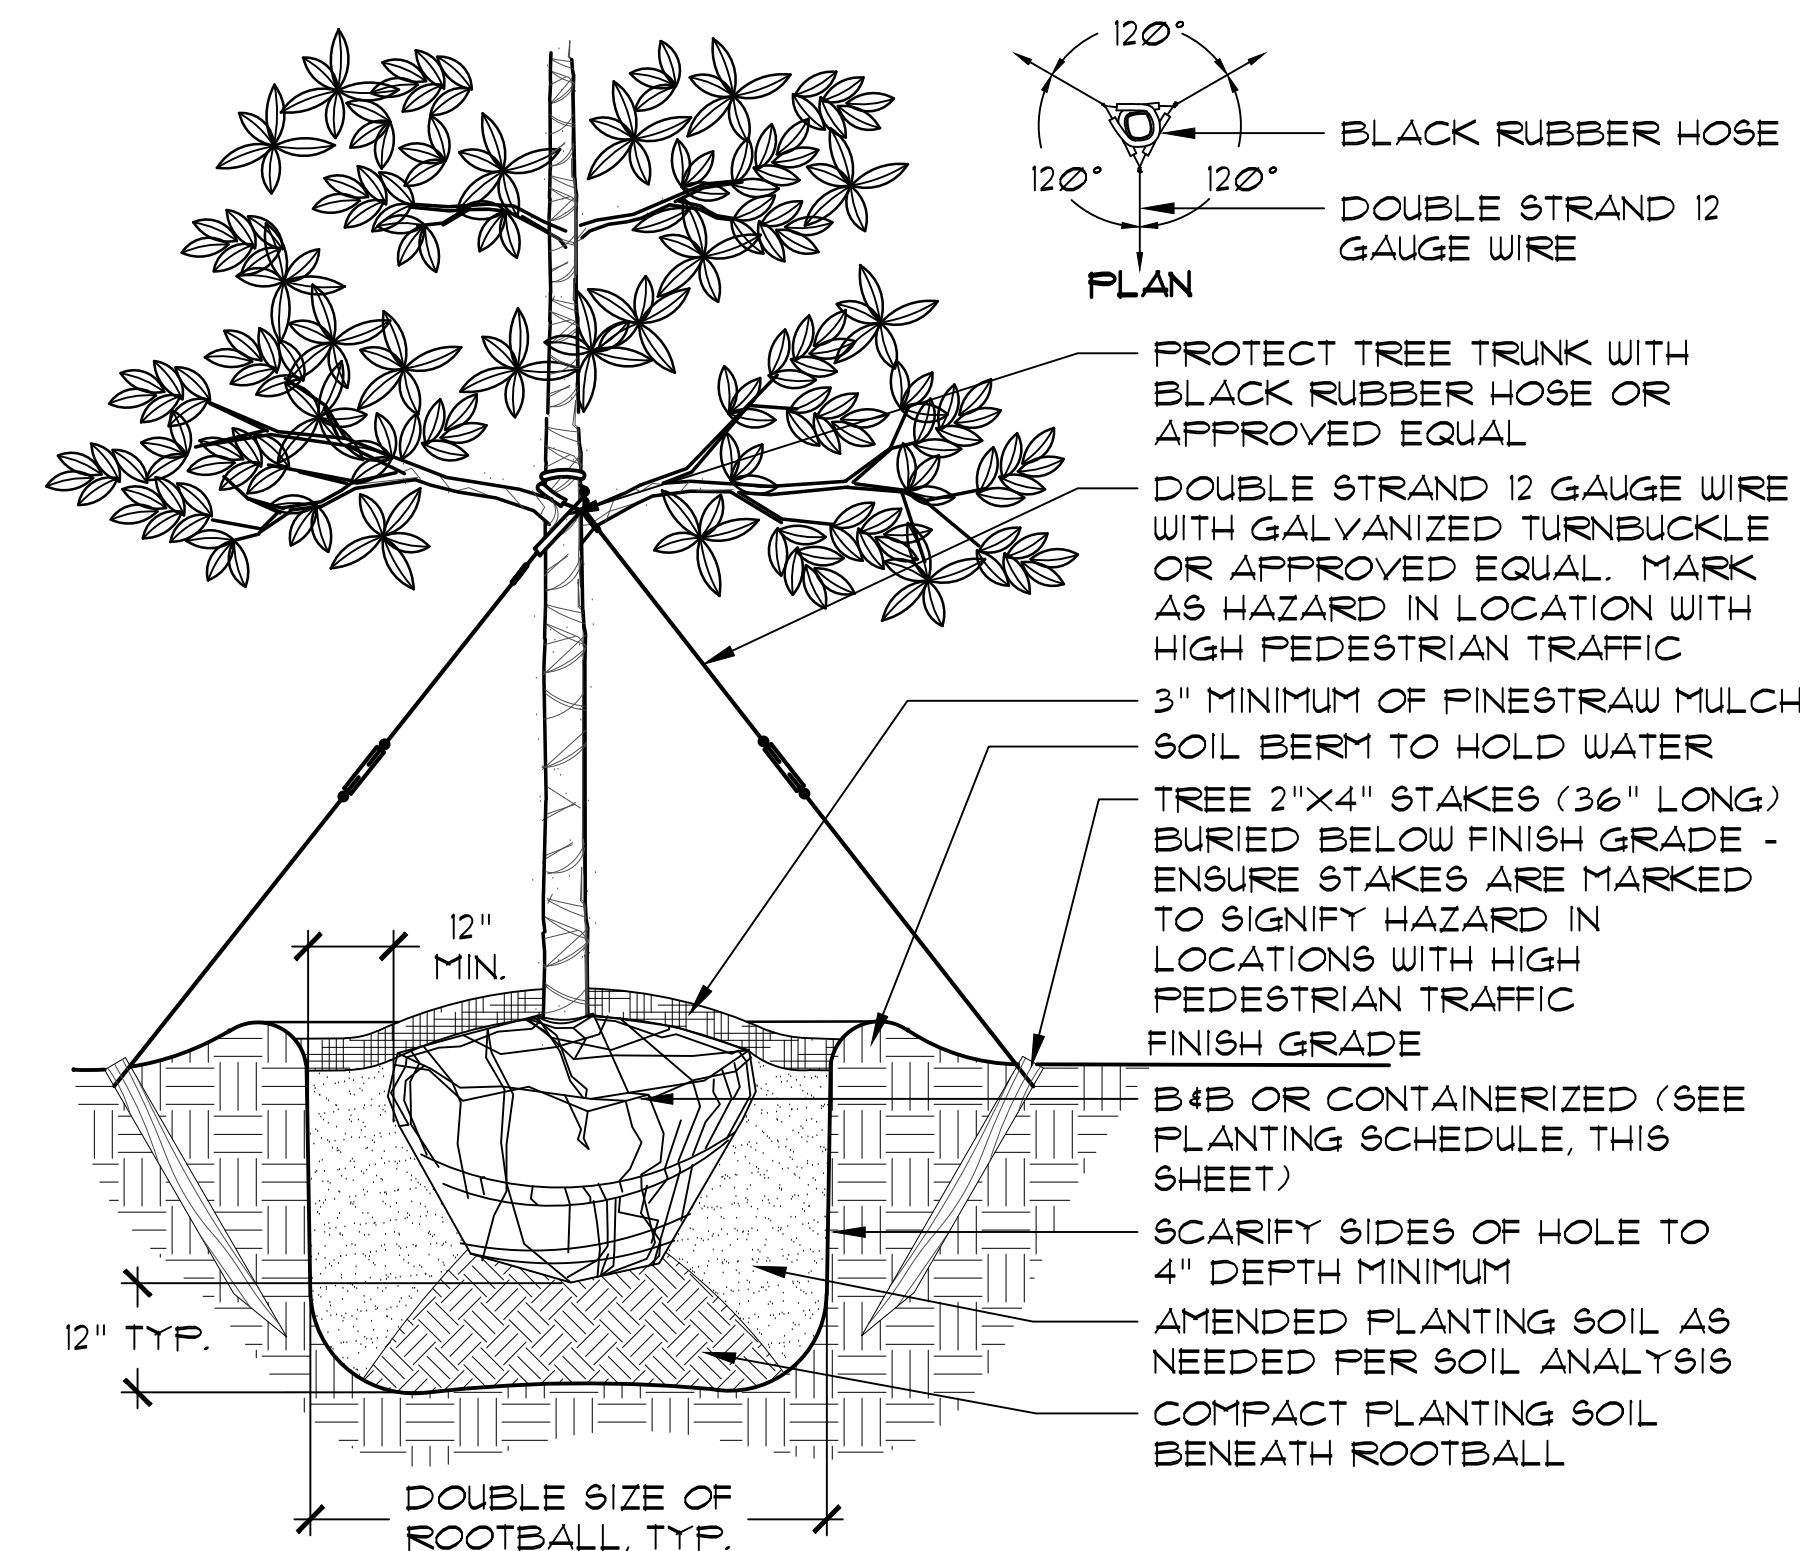 120°
120°
120°
BLACK RUBBER HOSE
DOUBLE STRAND 12
GAUGE WIRE
PLAN
PROTECT TREE TRUNK WITH
BLACK RUBBER HOSE OR
APPROVED EQUAL
DOUBLE STRAND 12 GAUGE WIRE
WITH GALVANIZED TURNBUCKLE
OR APPROVED EQUAL. MARK
AS HAZARD IN LOCATION WITH
HIGH PEDESTRIAN TRAFFIC
3" MINIMUM OF PINESTRAW MULCH
SOIL BERM TO HOLD WATER
TREE 2"X4" STAKES (36" LONG)
BURIED BELOW FINISH GRADE -
ENSURE STAKES ARE MARKED
TO SIGNIFY HAZARD IN
LOCATIONS WITH HIGH
PEDESTRIAN TRAFFIC
FINISH GRADE
B&B OR CONTAINERIZED (SEE
PLANTING SCHEDULE, THIS
SHEET)
SCARIFY SIDES OF HOLE TO
4" DEPTH MINIMUM
AMENDED PLANTING SOIL AS
NEEDED PER SOIL ANALYSIS
COMPACT PLANTING SOIL
BENEATH ROOTBALL
12"
MIN.
12" TYP.
DOUBLE SIZE OF
ROOTBALL, TYP.